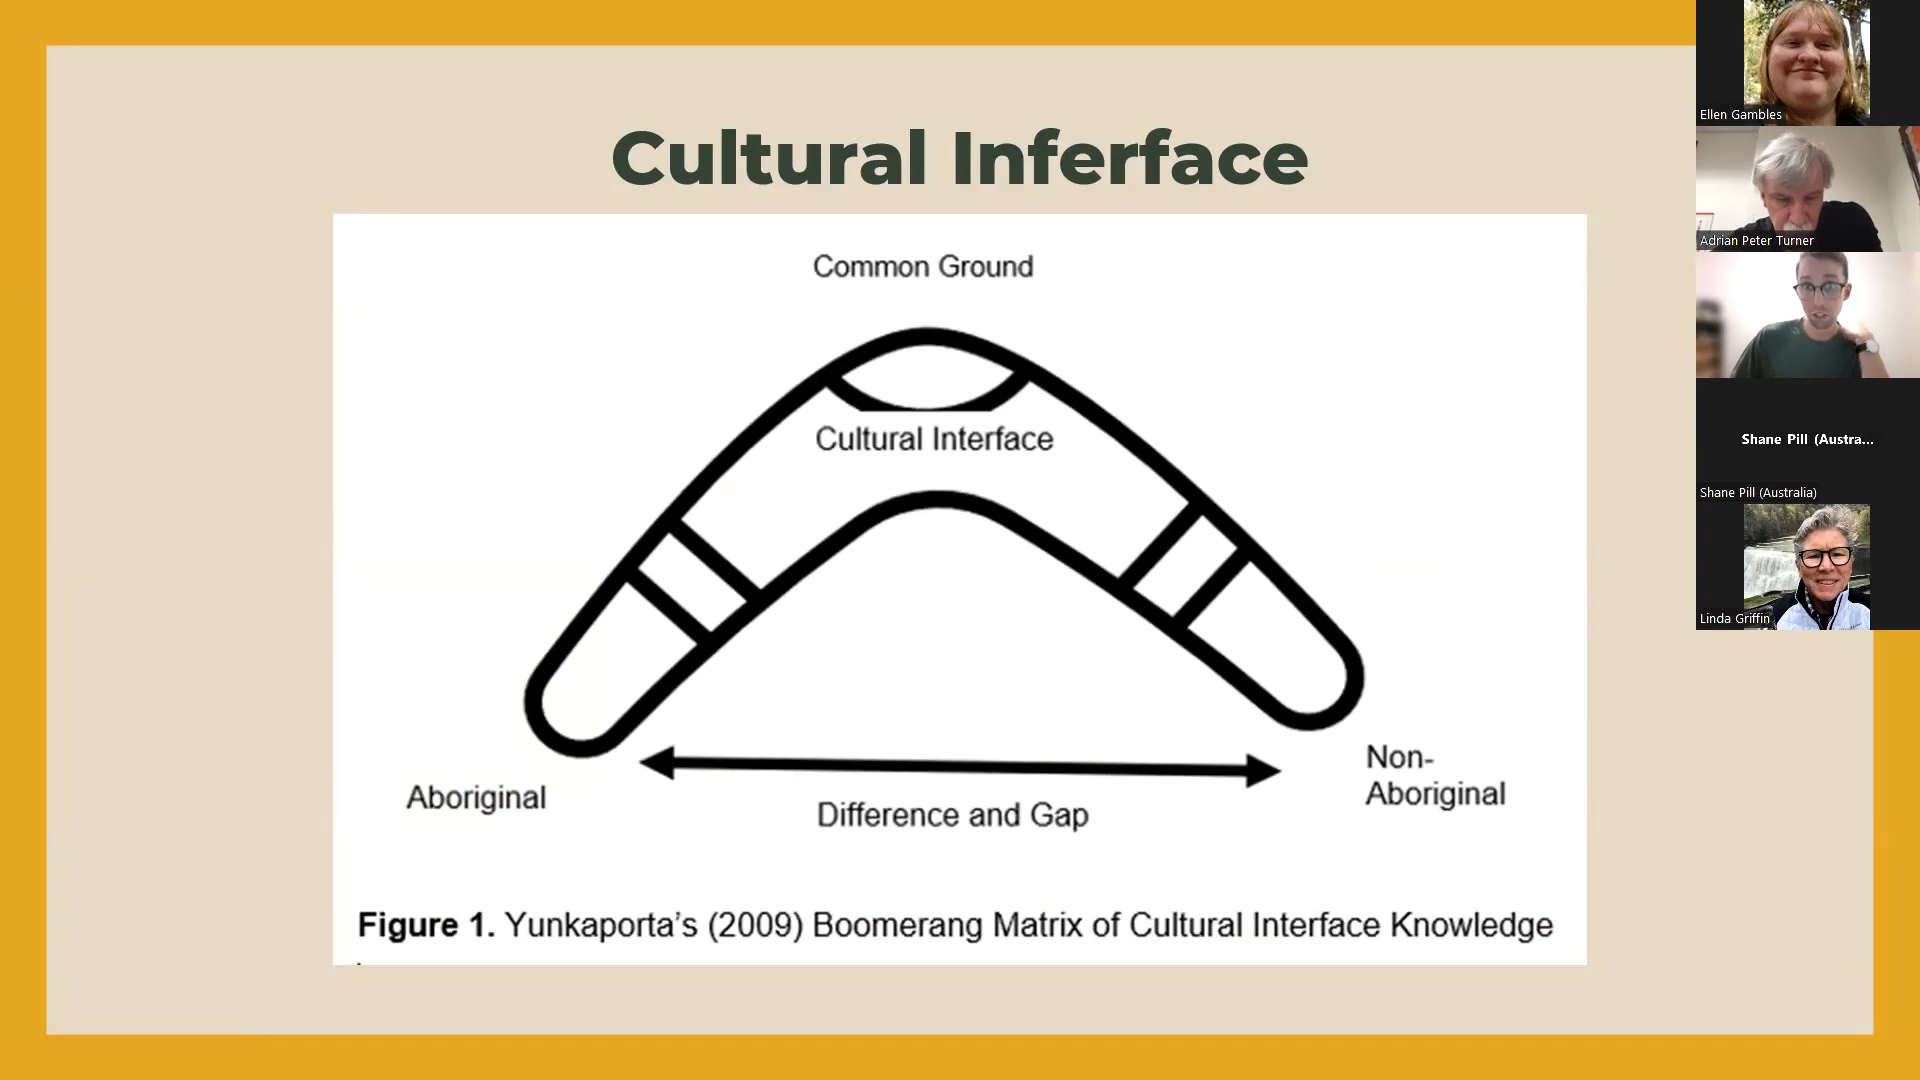 Cultural Inferface
Common Ground
Cultural Interface
Aboriginal
Non-
Aboriginal
Difference and Gap
Figure 1. Yunkaporta's (2009) Boomerang Matrix of Cultural Interface Knowledge
Ellen Gambles
Adrian Peter Turner
Shane Pill (Austra...
Shane Pill (Australia)
Linda Griffin